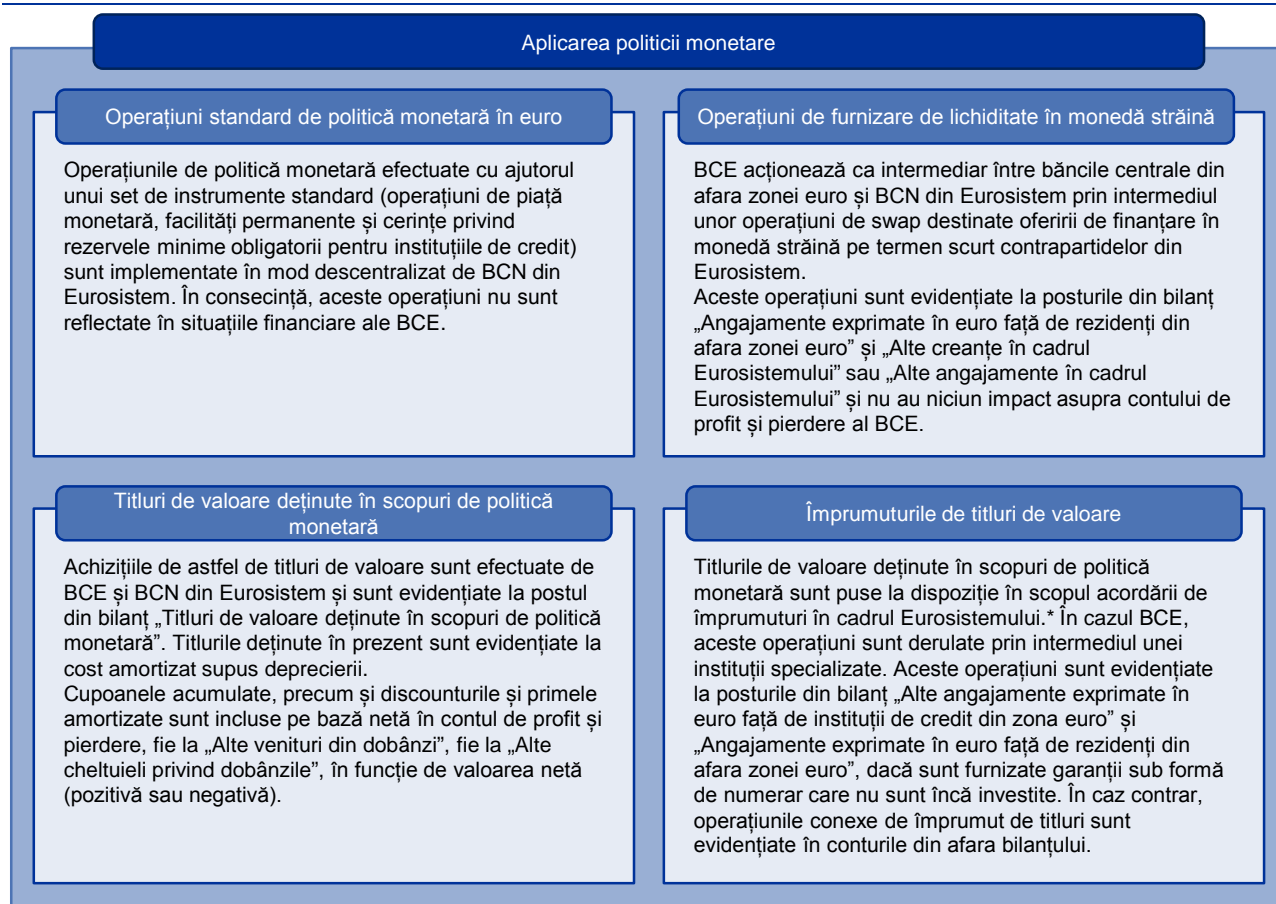 Aplicarea politicii monetare
Operațiuni standard de politică monetară în euro
Operațiunile de politică monetară efectuate cu ajutorul
unui set de instrumente standard (operațiuni de piață
monetară, facilități permanente și cerințe privind
rezervele minime obligatorii pentru instituțiile de credit)
sunt implementate în mod descentralizat de BCN din
Eurosistem. În consecință, aceste operațiuni nu sunt
reflectate în situațiile financiare ale BCE.
Operațiuni de furnizare de lichiditate în monedă străină
BCE acționează ca intermediar între băncile centrale din
afara zonei euro și BCN din Eurosistem prin intermediul
unor operațiuni de swap destinate oferirii de finanțare în
monedă străină pe termen scurt contrapartidelor din
Eurosistem.
Aceste operațiuni sunt evidențiate la posturile din bilanț
„Angajamente exprimate în euro față de rezidenți din
afara zonei euro” și „Alte creanțe în cadrul
Eurosistemului” sau „Alte angajamente în cadrul
Eurosistemului” și nu au niciun impact asupra contului de
profit și pierdere al BCE.
Titluri de valoare deținute în scopuri de politică
monetară
Achizițiile de astfel de titluri de valoare sunt efectuate de
BCE și BCN din Eurosistem și sunt evidențiate la postul
din bilanț „Titluri de valoare deținute în scopuri de politică
monetară”. Titlurile deținute în prezent sunt evidențiate la
cost amortizat supus deprecierii.
Cupoanele acumulate, precum și discounturile și primele
amortizate sunt incluse pe bază netă în contul de profit și
pierdere, fie la „Alte venituri din dobânzi”, fie la „Alte
cheltuieli privind dobânzile”, în funcție de valoarea netă
(pozitivă sau negativă).
Împrumuturile de titluri de valoare
Titlurile de valoare deținute în scopuri de politică
monetară sunt puse la dispoziție în scopul acordării de
împrumuturi în cadrul Eurosistemului.* În cazul BCE,
aceste operațiuni sunt derulate prin intermediul unei
instituții specializate. Aceste operațiuni sunt evidențiate
la posturile din bilanț „Alte angajamente exprimate în
euro față de instituții de credit din zona euro” și
„Angajamente exprimate în euro față de rezidenți din
afara zonei euro”, dacă sunt furnizate garanții sub formă
de numerar care nu sunt încă investite. În caz contrar,
operațiunile conexe de împrumut de titluri sunt
evidențiate în conturile din afara bilanțului.